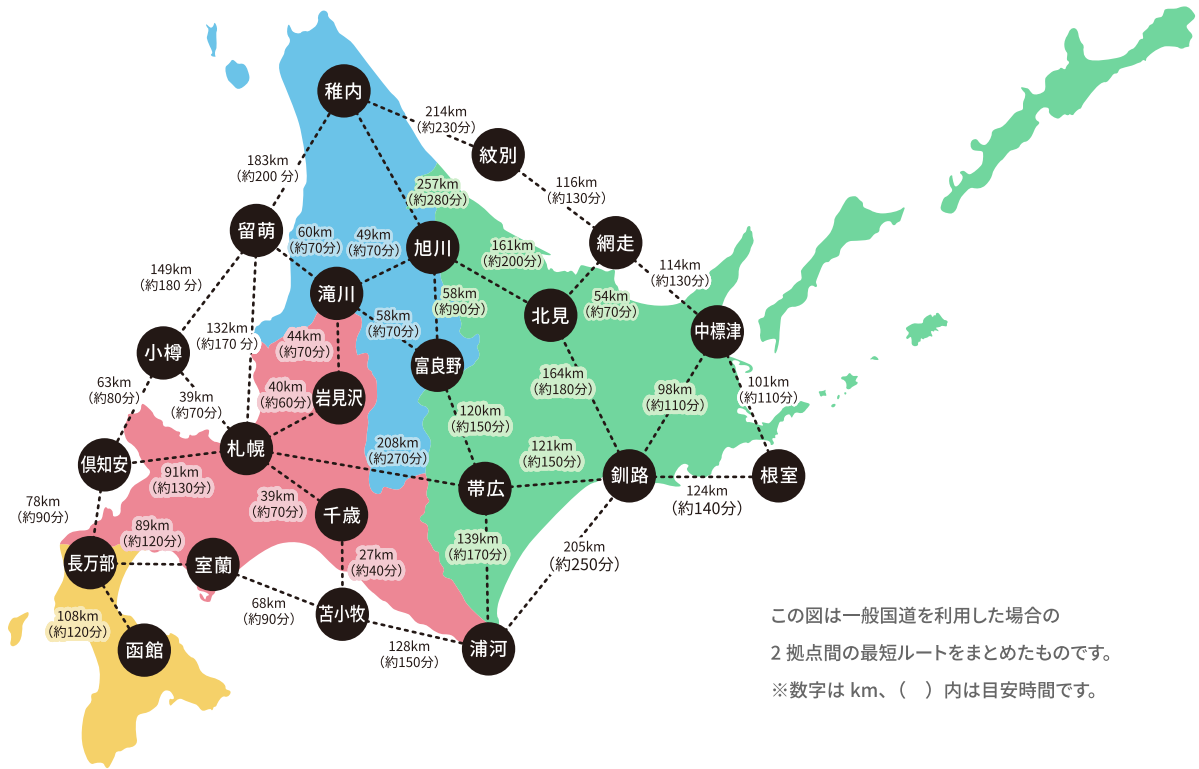 稚内
214km
（約230分）
紋別
183km
（約200 分）
257km
（約280分）
116km
（約130分）
留萌
60km
（約70分）
49km
（約70分）
旭川
161km
（約200分）
網走
149km
（約180 分）
滝川
58km
（約90分）
54km
（約70分）
114km
（約130分）
132km
（約170 分）
58km
（約70分）
北見
中標津
小樽
44km
（約70分）
富良野
63km
（約80分）
39km
（約70分）
40km
（約60分）
岩見沢
164km
（約180分）
98km
（約110分）
101km
（約110分）
120km
（約150分）
札幌
208km
（約270分）
121km
（約150分）
倶知安
91km
（約130分）
帯広
釧路
根室
124km
（約140分）
78km
（約90分）
39km
（約70分）
千歳
89km
（約120分）
139km
（約170分）
205km
（約250分）
長万部
室蘭
27km
（約40分）
68km
（約90分）
苫小牧
108km
（約120分）
函館
128km
（約150分）
浦河
この図は一般国道を利用した場合の
2 拠点間の最短ルートをまとめたものです。
※数字は km、（　）内は目安時間です。